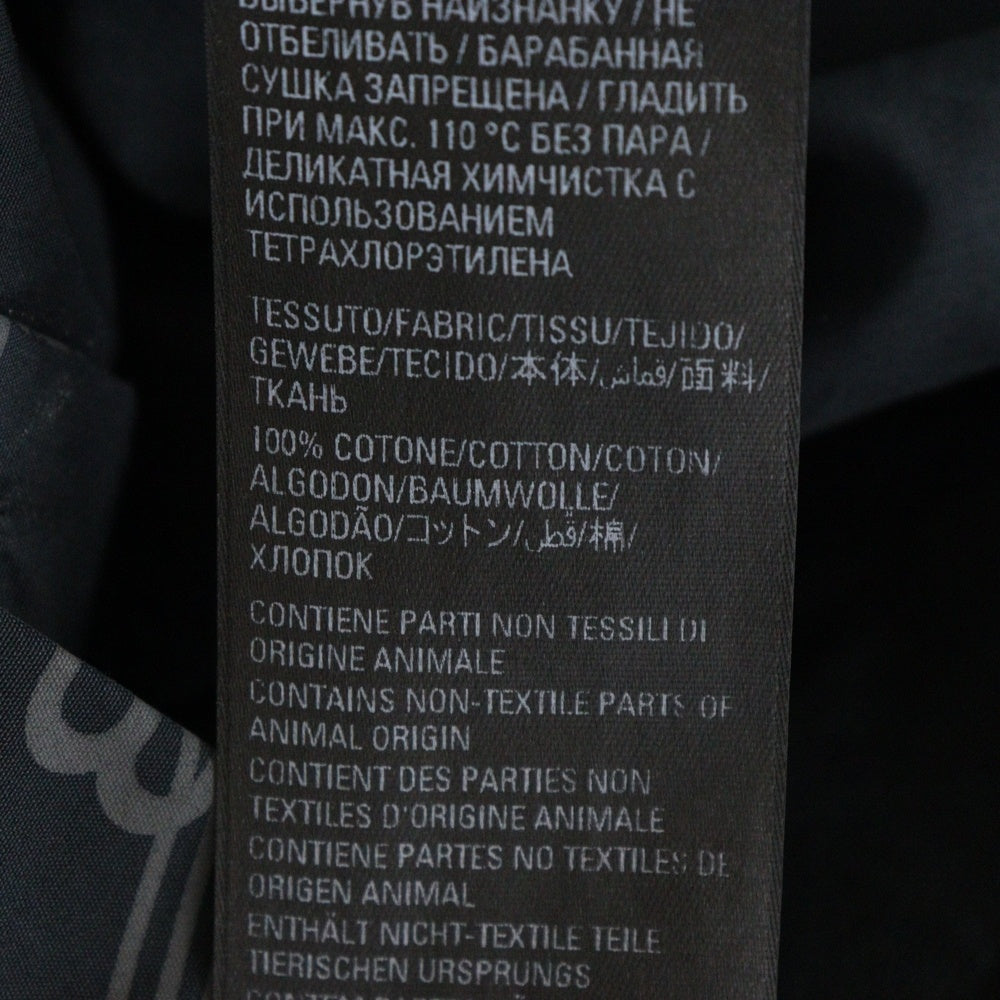 ВЫВЕРНУВ НАИЗНАНКУ / НЕ
ОТБЕЛИВАТЬ / БАРАБАННАЯ
СУШКА ЗАПРЕЩЕНА / ГЛАДИТЬ
ПРИ МАКС. 110 °C БЕЗ ПАРА /
ДЕЛИКАТНАЯ ХИМЧИСТКА С
ИСПОЛЬЗОВАНИЕМ
ТЕТРАХЛОРЭТИЛЕНА
TESSUTO/FABRIC/TISSU/TEJIDO/
GEWEBE/TECIDO/本体/قماش/面料/
ТКАНЬ
100% COTONE/COTTON/COTON/
ALGODON/BAUMWOLLE/
ALGODÃO/コットン/قطن/棉/
ХЛОПОК
CONTIENE PARTI NON TESSILI DI
ORIGINE ANIMALE
CONTAINS NON-TEXTILE PARTS OF
ANIMAL ORIGIN
CONTIENT DES PARTIES NON
TEXTILES D'ORIGINE ANIMALE
CONTIENE PARTES NO TEXTILES DE
ORIGEN ANIMAL
ENTHÄLT NICHT-TEXTILE TEILE
TIERISCHEN URSPRUNGS